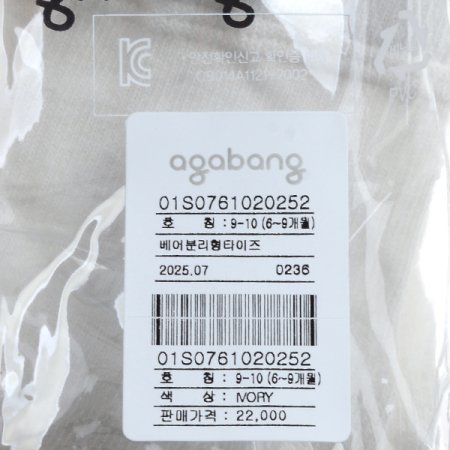 agabang
01S0761020252
호 칭 : 9-10 (6~9개월)
베어분리형타이즈
2025.07 0236
01S0761020252
호 칭 : 9-10 (6~9개월)
색 상 : IVORY
판매가격 : 22,000